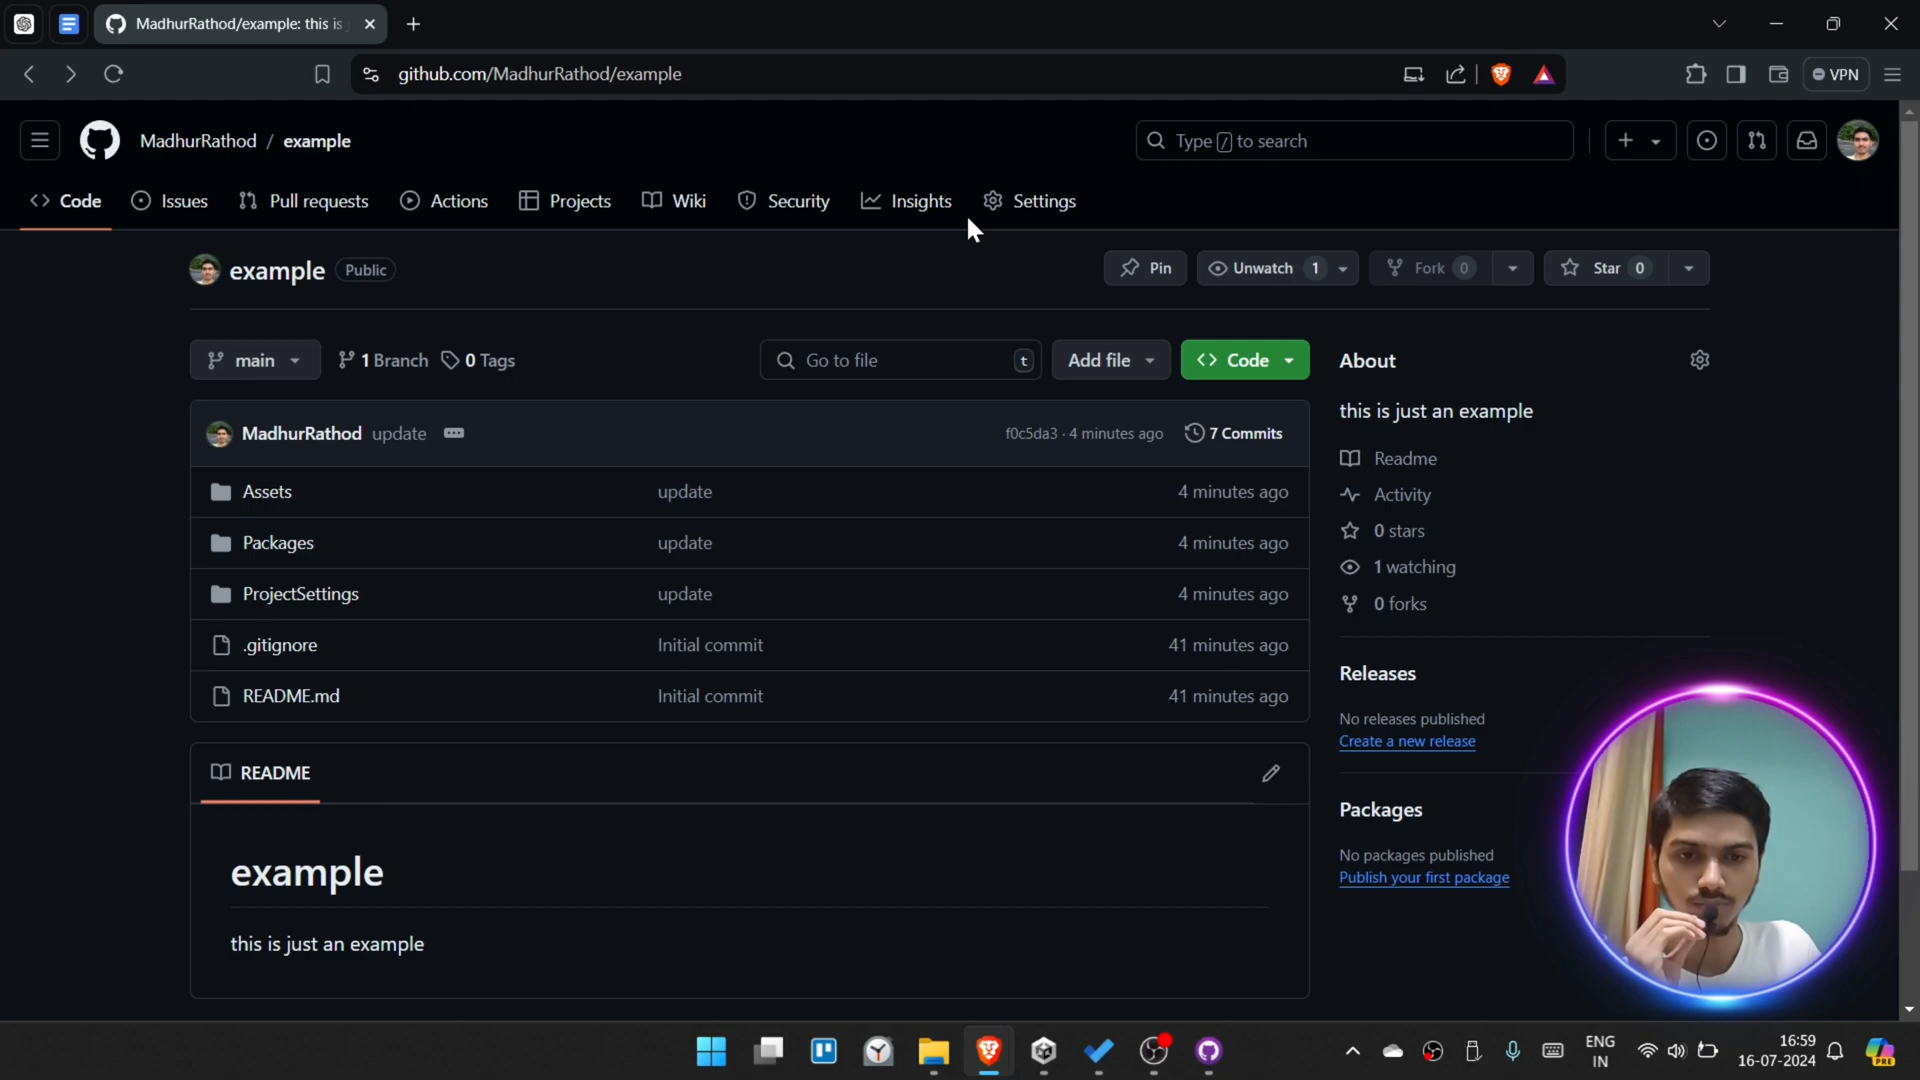 MadhurRathod/example: this is
github.com/MadhurRathod/example
VPN
MadhurRathod / example
Type / to search
Code
Issues
Pull requests
Actions
Projects
Wiki
Security
Insights
Settings
example Public
Pin
Unwatch 1
Fork 0
Star 0
main
1 Branch
0 Tags
Go to file
t
Add file
Code
MadhurRathod update
f0c5da3 · 4 minutes ago
7 Commits
Assets update 4 minutes ago
Packages update 4 minutes ago
ProjectSettings update 4 minutes ago
.gitignore Initial commit 41 minutes ago
README.md Initial commit 41 minutes ago
README
example
this is just an example
About
this is just an example
Readme
Activity
0 stars
1 watching
0 forks
Releases
No releases published
Create a new release
Packages
No packages published
Publish your first package
ENG
IN
16:59
16-07-2024
PRE